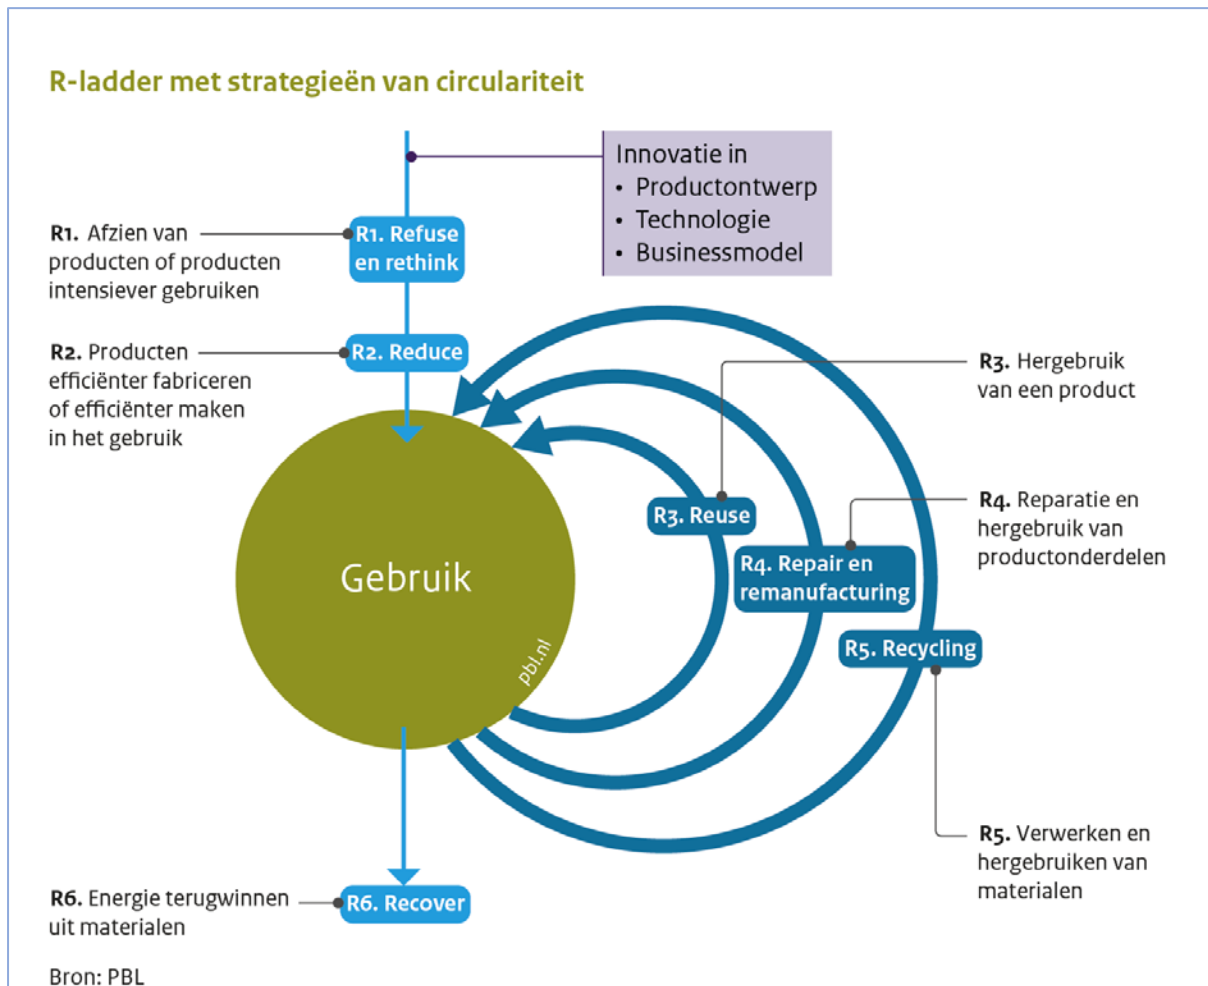 R-ladder met strategieën van circulariteit
Innovatie in
• Productontwerp
• Technologie
• Businessmodel
R1. Afzien van
producten of producten
intensiever gebruiken
R1. Refuse
en rethink
R2. Producten
efficiënter fabriceren
of efficiënter maken
in het gebruik
R2. Reduce
R3. Hergebruik
van een product
R3. Reuse
R4. Reparatie en
hergebruik van
productonderdelen
R4. Repair en
remanufacturing
Gebruik
pbl.nl
R5. Recycling
R5. Verwerken en
hergebruiken van
materialen
R6. Energie terugwinnen
uit materialen
R6. Recover
Bron: PBL